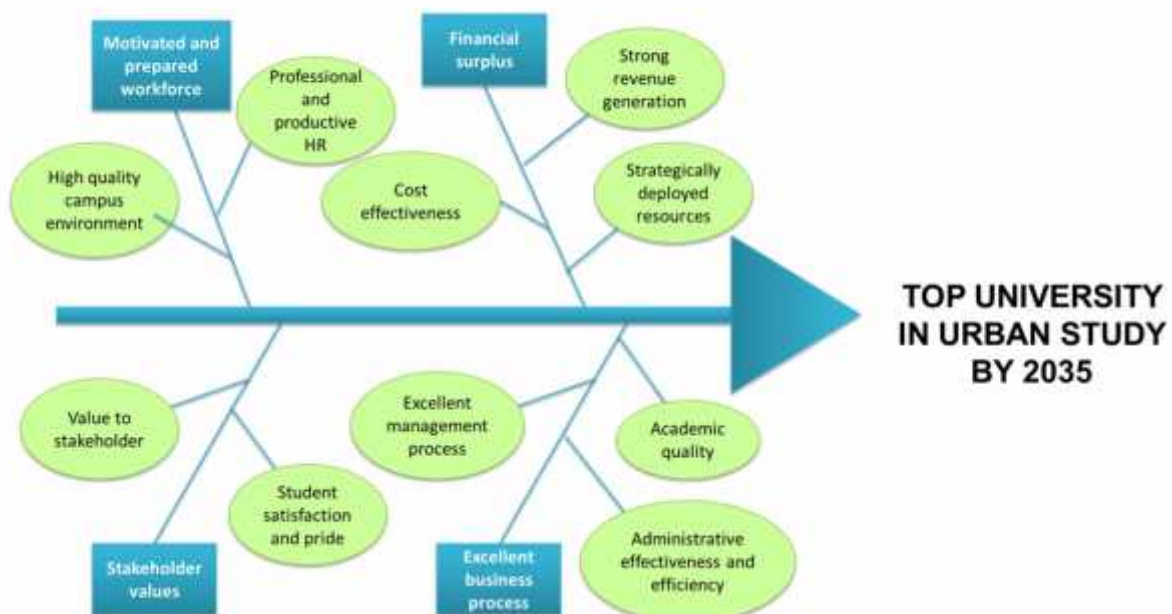 Motivated and
prepared
workforce
Professional
and
productive
HR
High quality
campus
environment
Financial
surplus
Strong
revenue
generation
Cost
effectiveness
Strategically
deployed
resources
TOP UNIVERSITY
IN URBAN STUDY
BY 2035
Value to
stakeholder
Student
satisfaction
and pride
Stakeholder
values
Excellent
management
process
Academic
quality
Administrative
effectiveness and
efficiency
Excellent
business
process